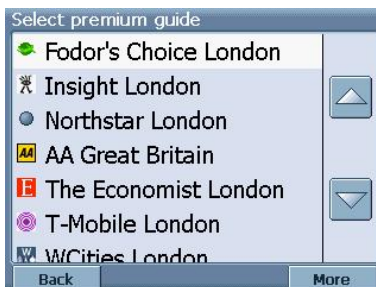 Select premium guide
Fodor's Choice London
Insight London
Northstar London
AA AA Great Britain
E The Economist London
T-Mobile London
W WCities London
Back More